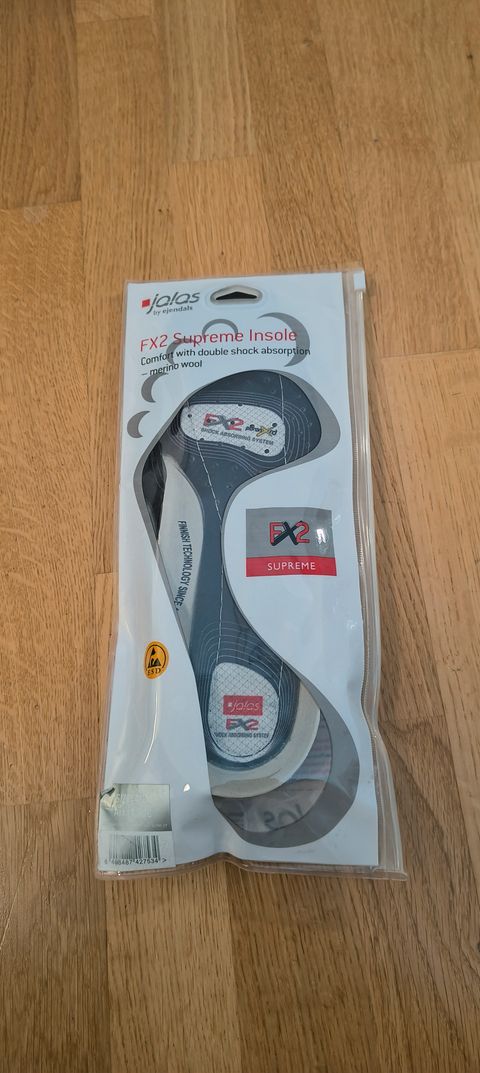 jalas
by ejendals
FX2 Supreme Insole
Comfort with double shock absorption
– merino wool
FX2
SHOCK ABSORBING SYSTEM
FINNISH TECHNOLOGY SINCE
FX2
SUPREME
ESD
jalas
FX2
SHOCK ABSORBING SYSTEM
jalas